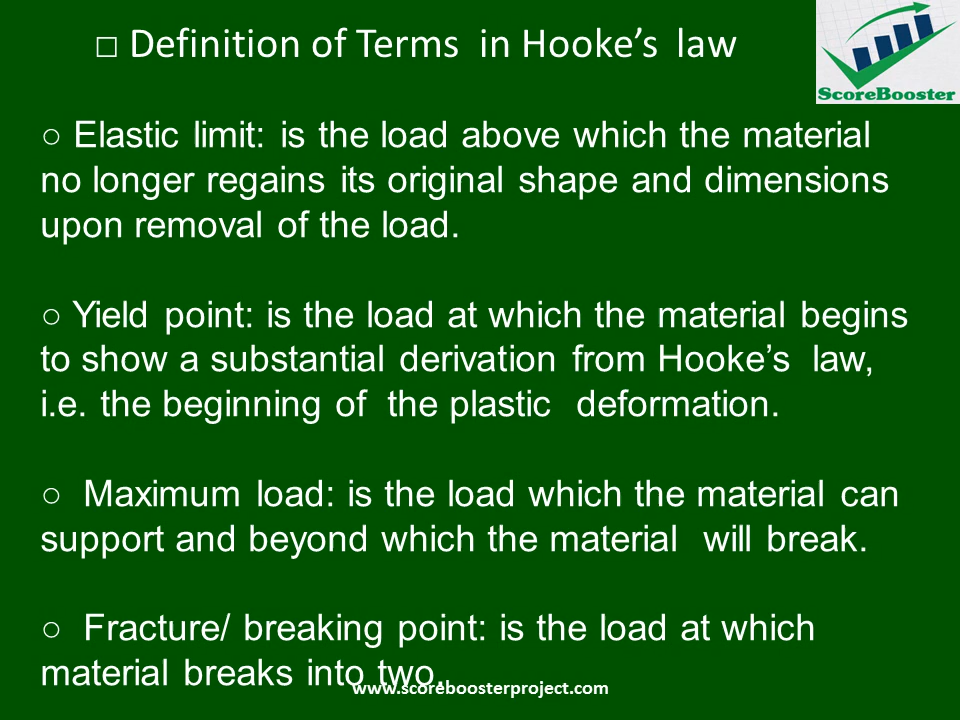 □ Definition of Terms in Hooke's law
ScoreBooster
○ Elastic limit: is the load above which the material
no longer regains its original shape and dimensions
upon removal of the load.
○ Yield point: is the load at which the material begins
to show a substantial derivation from Hooke's law,
i.e. the beginning of the plastic deformation.
○ Maximum load: is the load which the material can
support and beyond which the material will break.
○ Fracture/ breaking point: is the load at which
material breaks into two.
www.scoreboosterproject.com